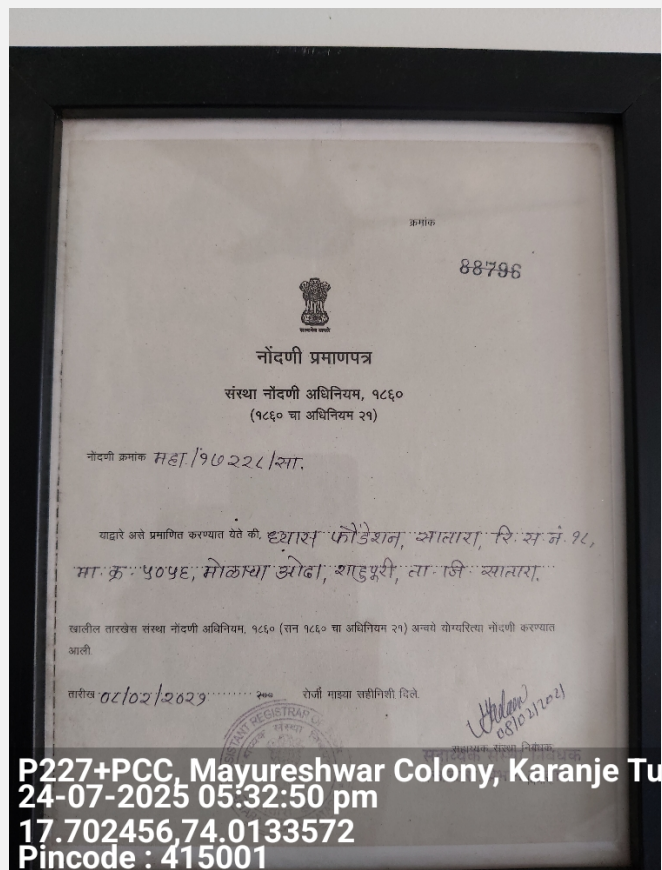 क्रमांक
88796
नोंदणी प्रमाणपत्र
संस्था नोंदणी अधिनियम, १८६०
(१८६० चा अधिनियम २१)
नोंदणी क्रमांक महा/१७२२८/सा.
याद्वारे असे प्रमाणित करण्यात येते की, ध्यास फौंडेशन, सातारा, रि.स.नं.१८,
मा.क्र. ५०५६, मोळाचा ओढा, शाहुपूरी, ता.जि. सातारा.
खालील तारखेस संस्था नोंदणी अधिनियम, १८६० (सन १८६० चा अधिनियम २१) अन्वये योग्यरित्या नोंदणी करण्यात
आली
तारीख ०८/०२/२०२१ २०० रोजी माझ्या सहीनिशी दिले.
08/02/2021
सहाय्यक संस्था निबंधक
P227+PCC, Mayureshwar Colony, Karanje Tu
24-07-2025 05:32:50 pm
17.702456,74.0133572
Pincode : 415001